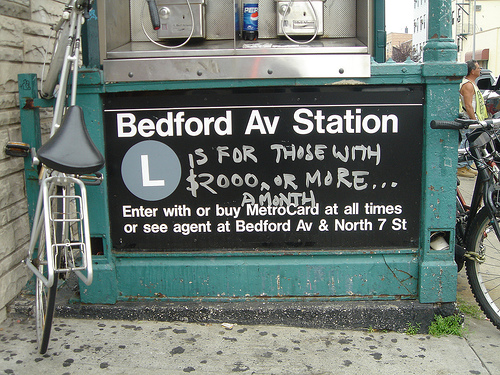 PEPSI
Bedford Av Station
L IS FOR THOSE WITH
$2000.00 OR MORE...
A MONTH
Enter with or buy MetroCard at all times
or see agent at Bedford Av & North 7 St